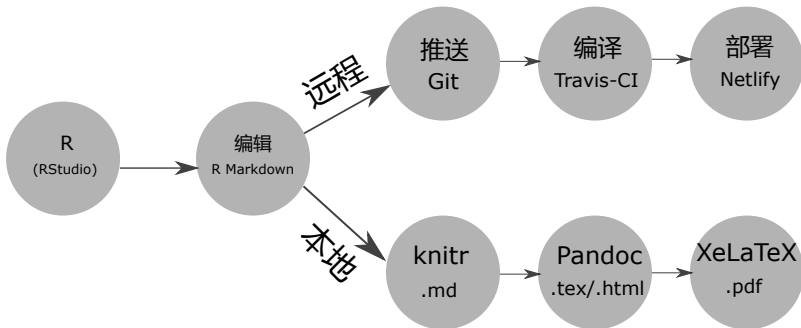 R
(RStudio)
编辑
R Markdown
远程
推送
Git
编译
Travis-CI
部署
Netlify
本地
knitr
.md
Pandoc
.tex/.html
XeLaTeX
.pdf